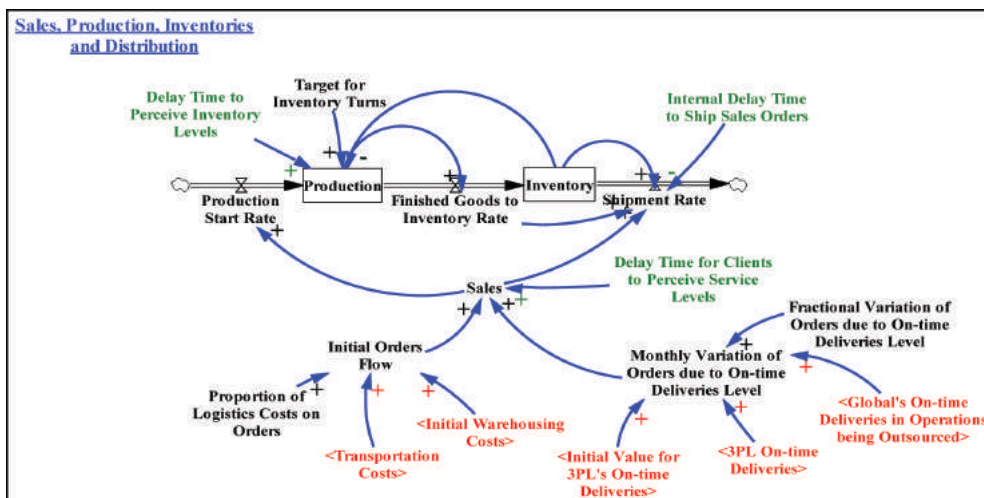 Sales, Production, Inventories
and Distribution
Target for
Inventory Turns
Delay Time to
Perceive Inventory
Levels
Internal Delay Time
to Ship Sales Orders
+
-
+
+
+
-
Production
Inventory
Production
Start Rate
Finished Goods to
Inventory Rate
Shipment Rate
+
+
+
Delay Time for Clients
to Perceive Service
Levels
Sales
+
+
+
Fractional Variation of
Orders due to On-time
Deliveries Level
Initial Orders
Flow
Monthly Variation of
Orders due to On-time
Deliveries Level
+
+
Proportion of
Logistics Costs on
Orders
+
+
+
+
+
<Initial Warehousing
Costs>
<Transportation
Costs>
<Initial Value for
3PL's On-time
Deliveries>
<3PL On-time
Deliveries>
<Global's On-time
Deliveries in Operations
being Outsourced>